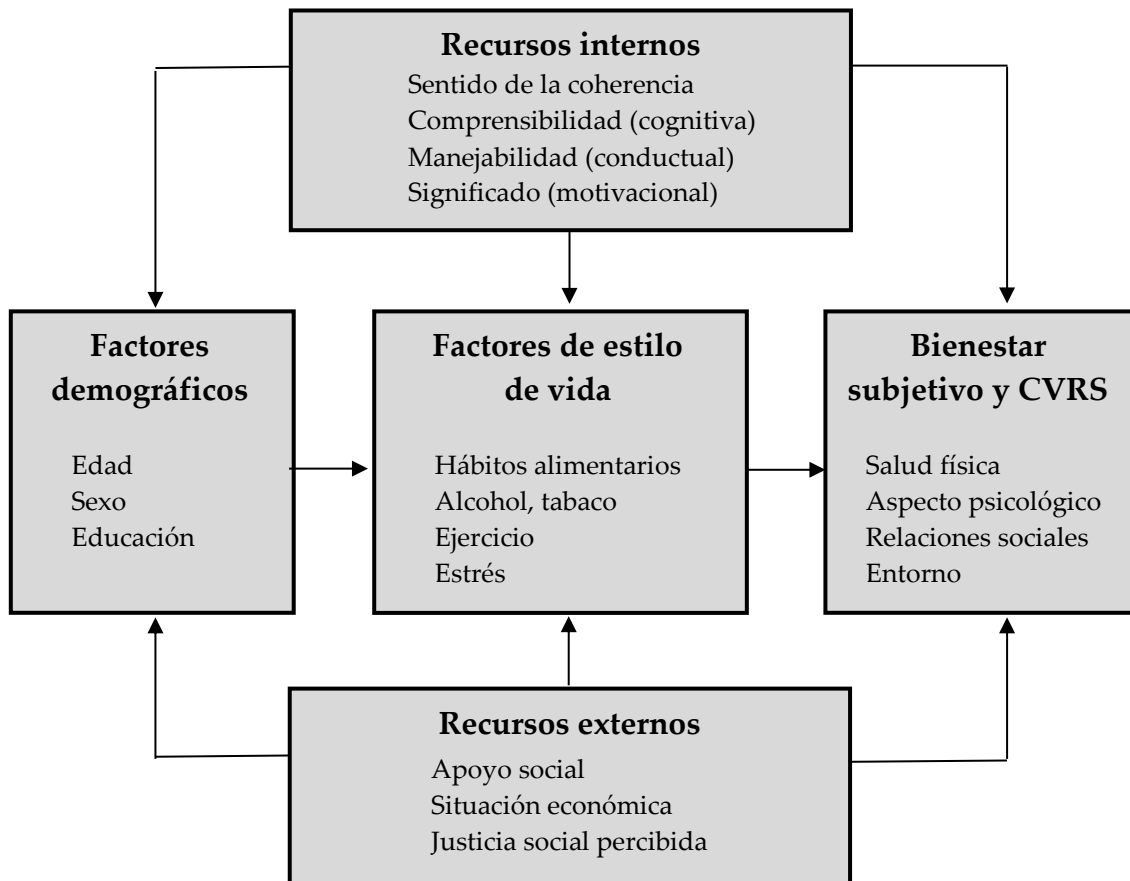 Recursos internos
Sentido de la coherencia
Comprensibilidad (cognitiva)
Manejabilidad (conductual)
Significado (motivacional)
Factores
demográficos
Edad
Sexo
Educación
Factores de estilo
de vida
Hábitos alimentarios
Alcohol, tabaco
Ejercicio
Estrés
Bienestar
subjetivo y CVRS
Salud física
Aspecto psicológico
Relaciones sociales
Entorno
Recursos externos
Apoyo social
Situación económica
Justicia social percibida